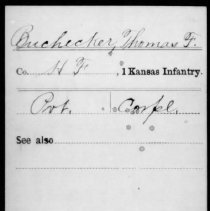 Buchecker, Thomas F.
Co. H F, 1 Kansas Infantry.
Pvt. Corpl.
See also